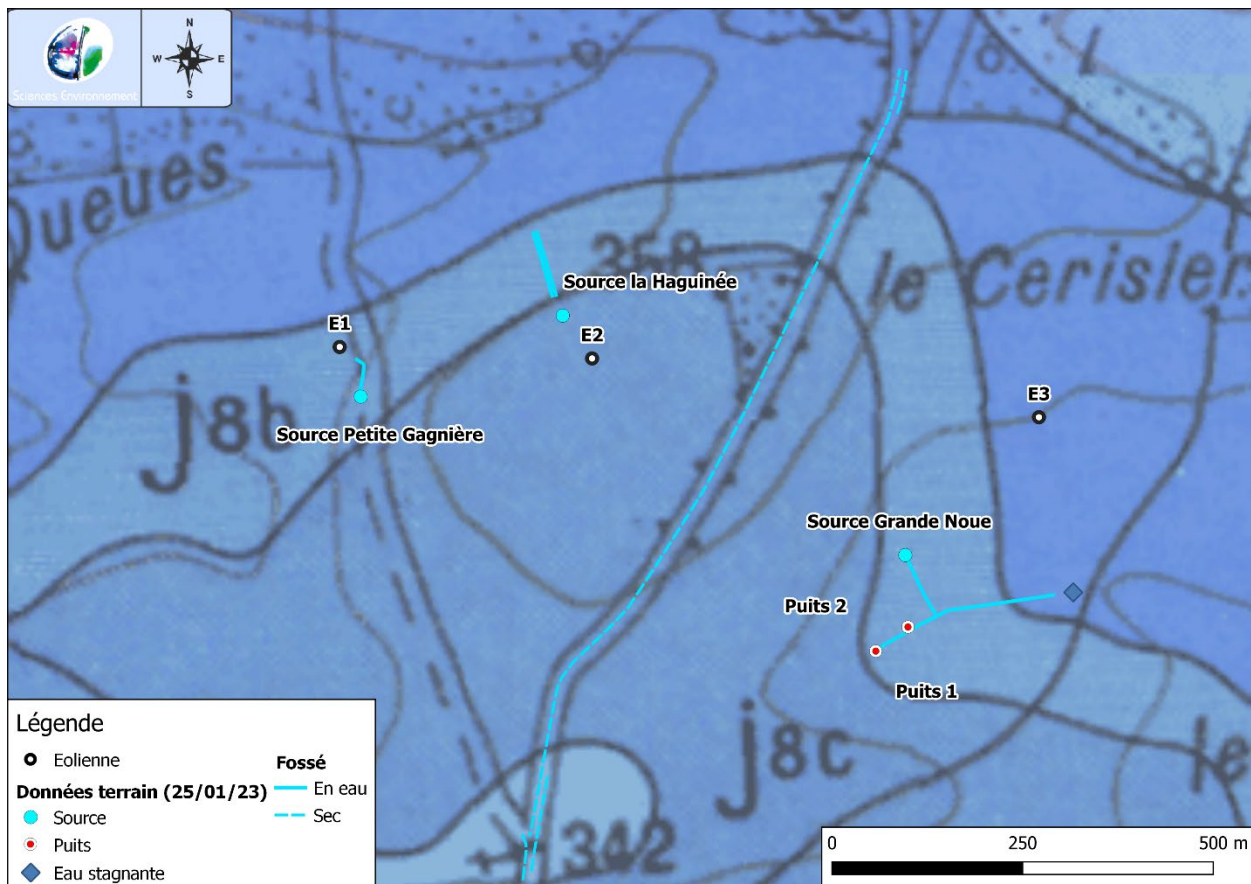 Sciences Environnement
N
W E
S
Queues
358
Source la Haguinée
le Cerisier
E1
E2
E3
j8b
Source Petite Gagnière
Source Grande Noue
Puits 2
Puits 1
j8c
le
342
Légende
Eolienne
Données terrain (25/01/23)
Source
Puits
Eau stagnante
Fossé
En eau
Sec
0 250 500 m